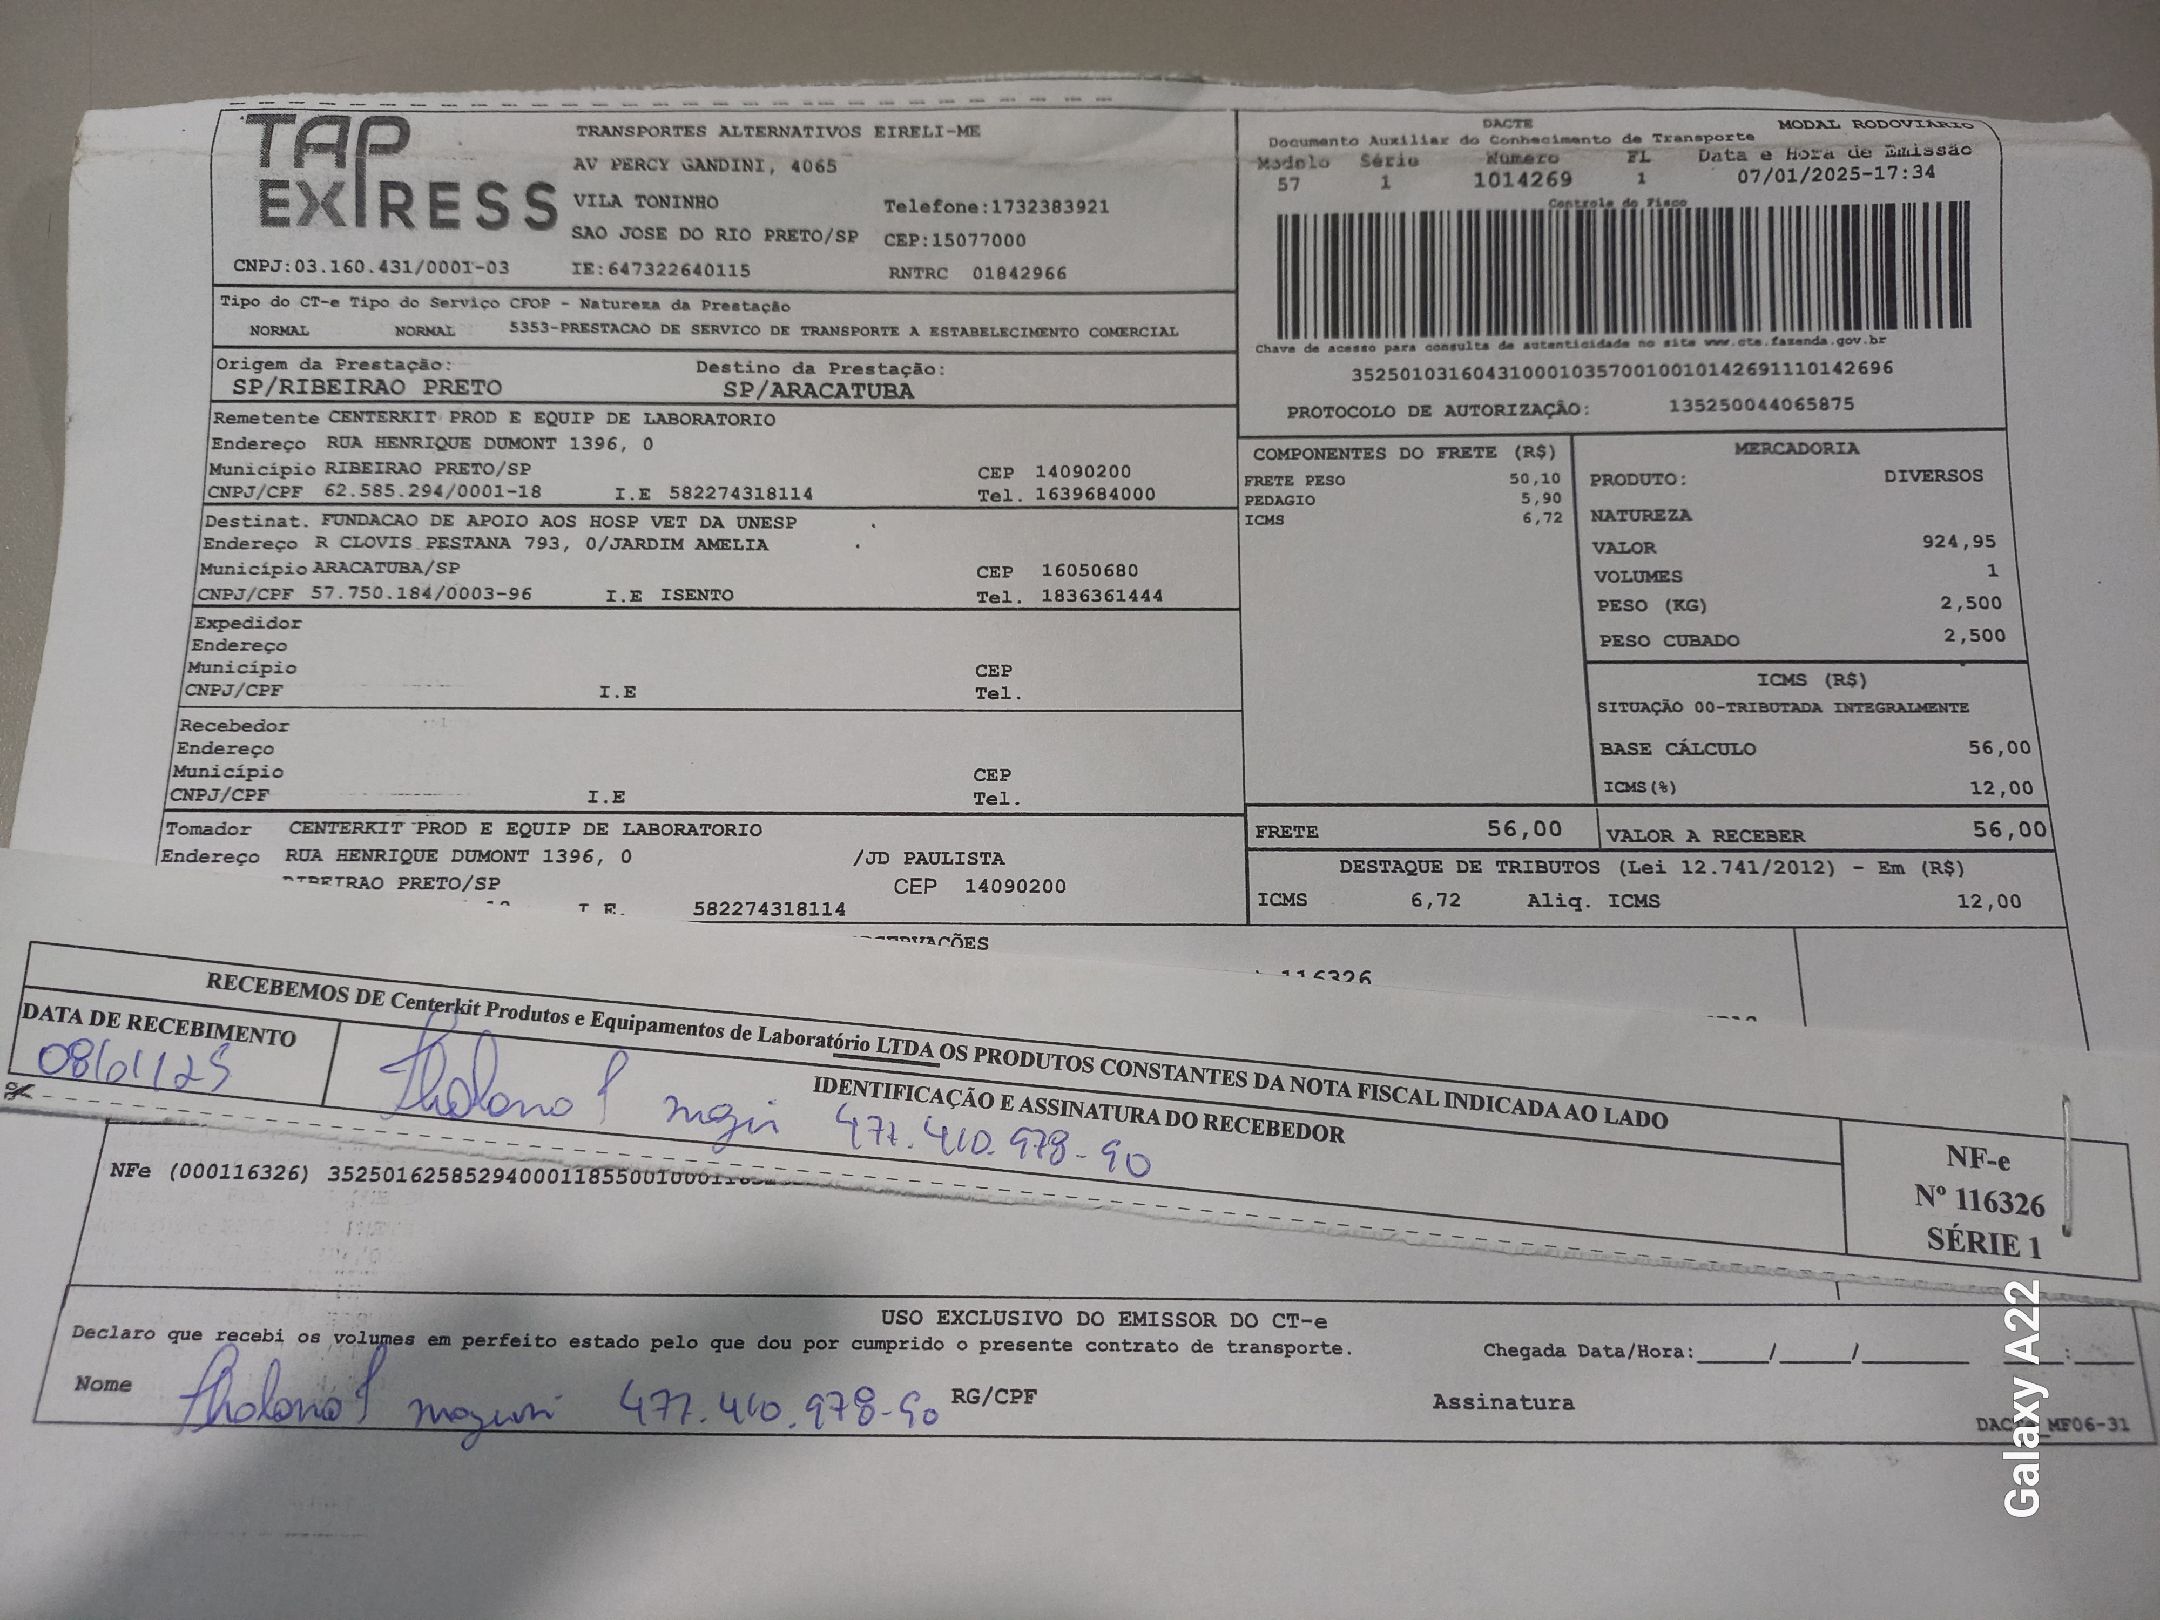 TAP EXPRESS
TRANSPORTES ALTERNATIVOS EIRELI-ME
AV PERCY GANDINI, 4065
VILA TONINHO Telefone:1732383921
SAO JOSE DO RIO PRETO/SP CEP:15077000
CNPJ:03.160.431/0001-03 IE:647322640115 RNTRC 01842966
DACTE MODAL RODOVIÁRIO
Documento Auxiliar do Conhecimento de Transporte
Modelo Série Número FL Data e Hora de Emissão
57 1 1014269 1 07/01/2025-17:34
Controle do Fisco
Chave de acesso para consulta de autenticidade no site www.cte.fazenda.gov.br
35250103160431000103570010010142691110142696
PROTOCOLO DE AUTORIZAÇÃO: 135250044065875
Tipo do CT-e Tipo do Serviço CFOP - Natureza da Prestação
NORMAL NORMAL 5353-PRESTACAO DE SERVICO DE TRANSPORTE A ESTABELECIMENTO COMERCIAL
Origem da Prestação: Destino da Prestação:
SP/RIBEIRAO PRETO SP/ARACATUBA
Remetente CENTERKIT PROD E EQUIP DE LABORATORIO
Endereço RUA HENRIQUE DUMONT 1396, 0
Município RIBEIRAO PRETO/SP CEP 14090200
CNPJ/CPF 62.585.294/0001-18 I.E 582274318114 Tel. 1639684000
Destinat. FUNDACAO DE APOIO AOS HOSP VET DA UNESP
Endereço R CLOVIS PESTANA 793, 0/JARDIM AMELIA
Município ARACATUBA/SP CEP 16050680
CNPJ/CPF 57.750.184/0003-96 I.E ISENTO Tel. 1836361444
Expedidor
Endereço
Município CEP
CNPJ/CPF I.E Tel.
Recebedor
Endereço
Município CEP
CNPJ/CPF I.E Tel.
Tomador CENTERKIT PROD E EQUIP DE LABORATORIO
Endereço RUA HENRIQUE DUMONT 1396, 0 /JD PAULISTA
RIBEIRAO PRETO/SP CEP 14090200
I.E. 582274318114
COMPONENTES DO FRETE (R$)
FRETE PESO 50,10
PEDAGIO 5,90
ICMS 6,72
MERCADORIA
PRODUTO: DIVERSOS
NATUREZA
VALOR 924,95
VOLUMES 1
PESO (KG) 2,500
PESO CUBADO 2,500
ICMS (R$)
SITUAÇÃO 00-TRIBUTADA INTEGRALMENTE
BASE CÁLCULO 56,00
ICMS(%) 12,00
FRETE 56,00 VALOR A RECEBER 56,00
DESTAQUE DE TRIBUTOS (Lei 12.741/2012) - Em (R$)
ICMS 6,72 Aliq. ICMS 12,00
116326
RECEBEMOS DE Centerkit Produtos e Equipamentos de Laboratório LTDA OS PRODUTOS CONSTANTES DA NOTA FISCAL INDICADA AO LADO
DATA DE RECEBIMENTO
08/01/25
IDENTIFICAÇÃO E ASSINATURA DO RECEBEDOR
477.410.978-90
NF-e
Nº 116326
SÉRIE 1
NFe (000116326)
USO EXCLUSIVO DO EMISSOR DO CT-e
Declaro que recebi os volumes em perfeito estado pelo que dou por cumprido o presente contrato de transporte. Chegada Data/Hora:____/____/______ ___:____
Nome 477.410.978-90 RG/CPF Assinatura
MF06-31
Galaxy A22